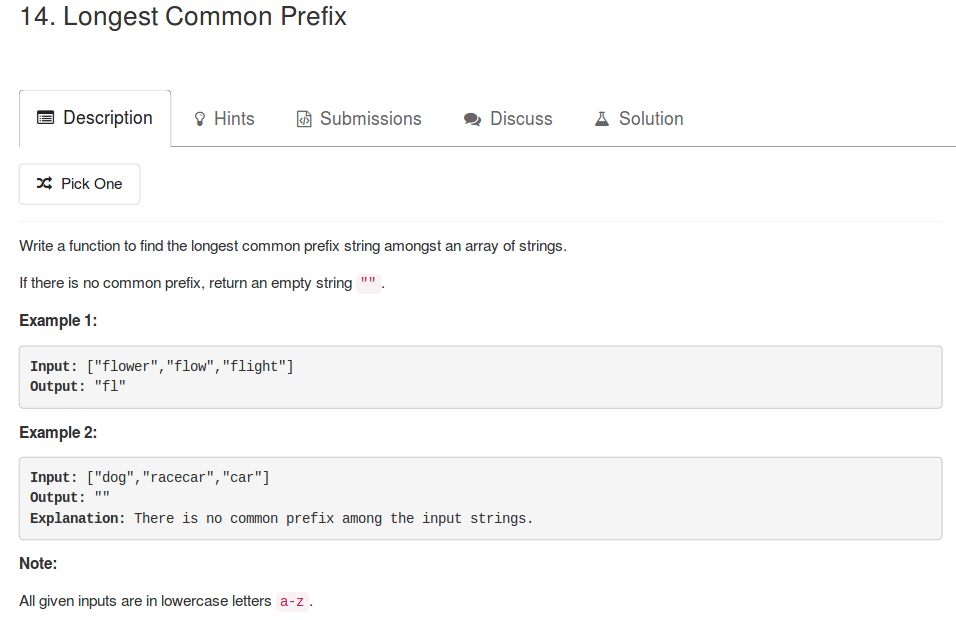 14. Longest Common Prefix
Description Hints Submissions Discuss Solution
Pick One
Write a function to find the longest common prefix string amongst an array of strings.
If there is no common prefix, return an empty string "".
Example 1:
Input: ["flower","flow","flight"]
Output: "fl"
Example 2:
Input: ["dog","racecar","car"]
Output: ""
Explanation: There is no common prefix among the input strings.
Note:
All given inputs are in lowercase letters a-z.